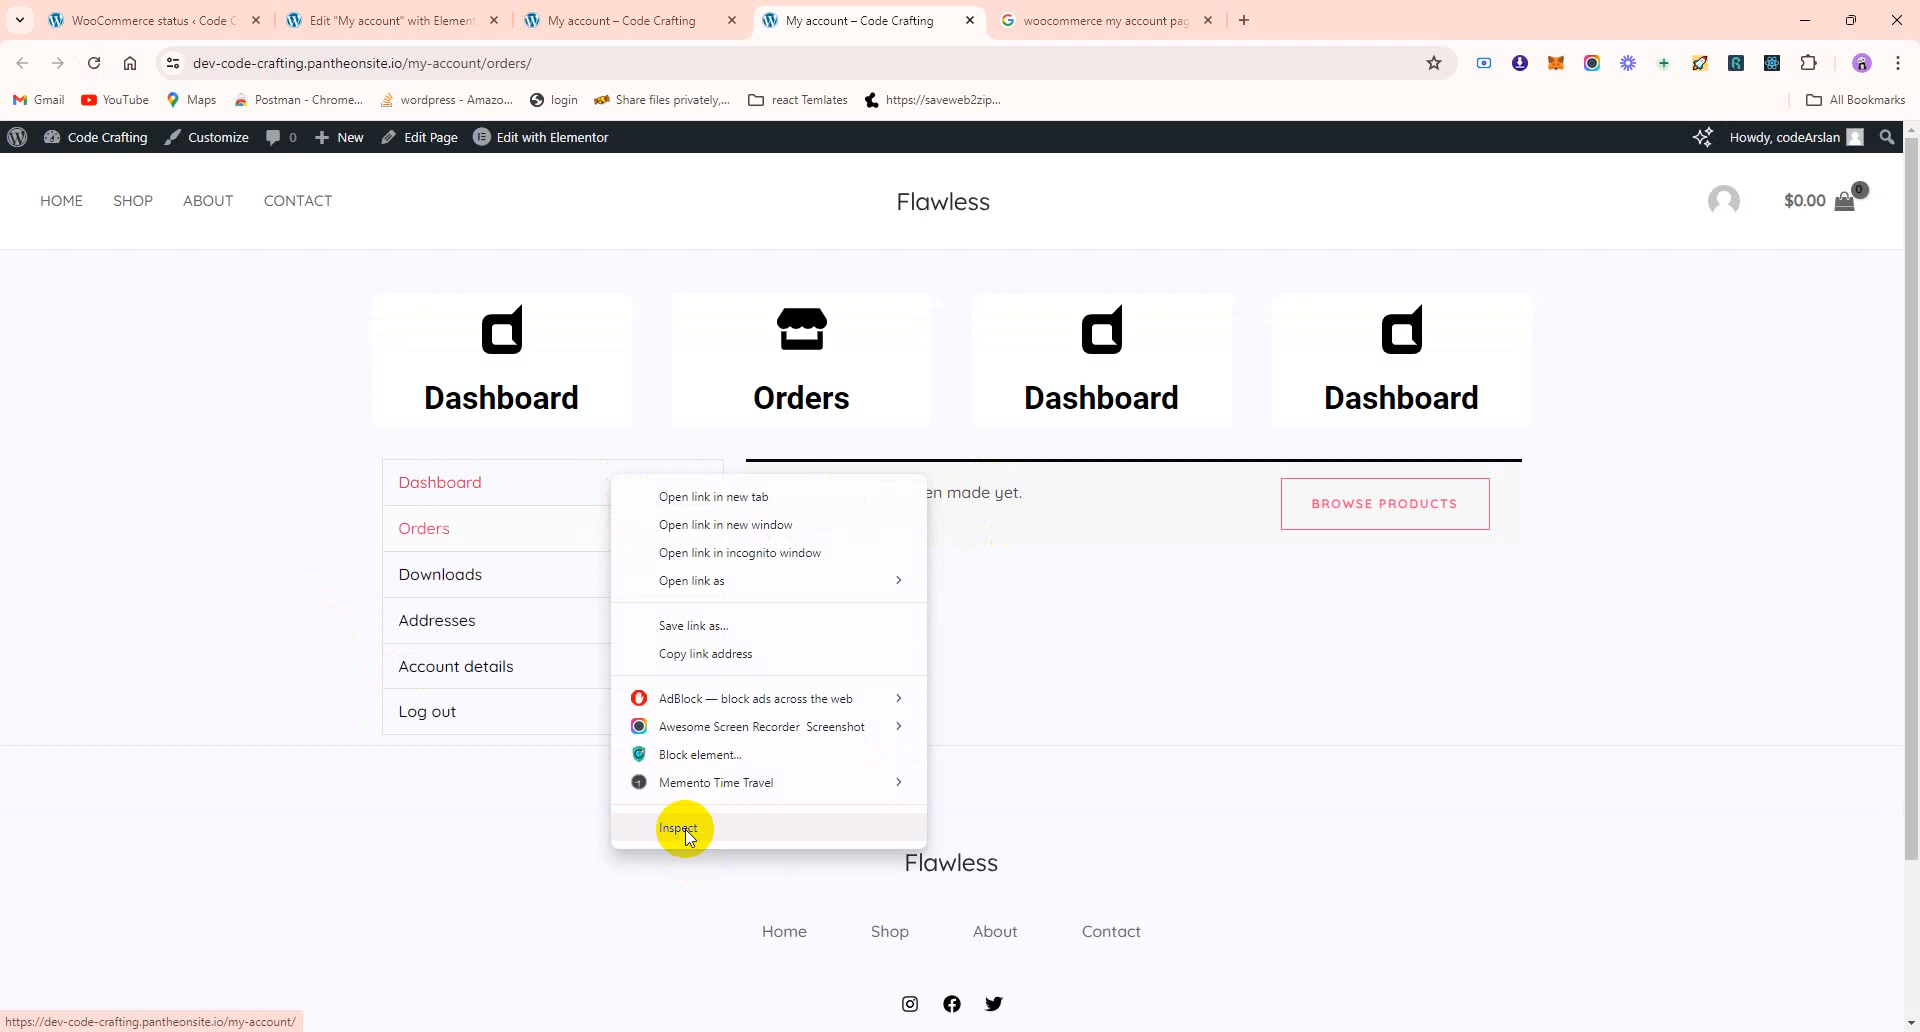 WooCommerce status ‹ Code C
Edit "My account" with Element
My account – Code Crafting
My account – Code Crafting
woocommerce my account pag
dev-code-crafting.pantheonsite.io/my-account/orders/
Gmail
YouTube
Maps
Postman - Chrome...
wordpress - Amazo...
login
Share files privately,...
react Temlates
https://saveweb2zip...
All Bookmarks
Code Crafting
Customize
0
New
Edit Page
Edit with Elementor
Howdy, codeArslan
HOME
SHOP
ABOUT
CONTACT
Flawless
$0.00
0
Dashboard
Orders
Dashboard
Dashboard
Dashboard
Orders
Downloads
Addresses
Account details
Log out
en made yet.
BROWSE PRODUCTS
Open link in new tab
Open link in new window
Open link in incognito window
Open link as
Save link as...
Copy link address
AdBlock — block ads across the web
Awesome Screen Recorder Screenshot
Block element...
Memento Time Travel
Inspect
Flawless
Home
Shop
About
Contact
https://dev-code-crafting.pantheonsite.io/my-account/